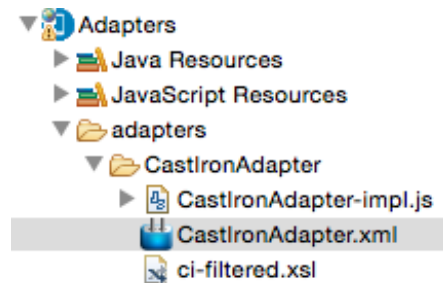 Adapters
Java Resources
JavaScript Resources
adapters
CastIronAdapter
CastIronAdapter-impl.js
CastIronAdapter.xml
ci-filtered.xsl